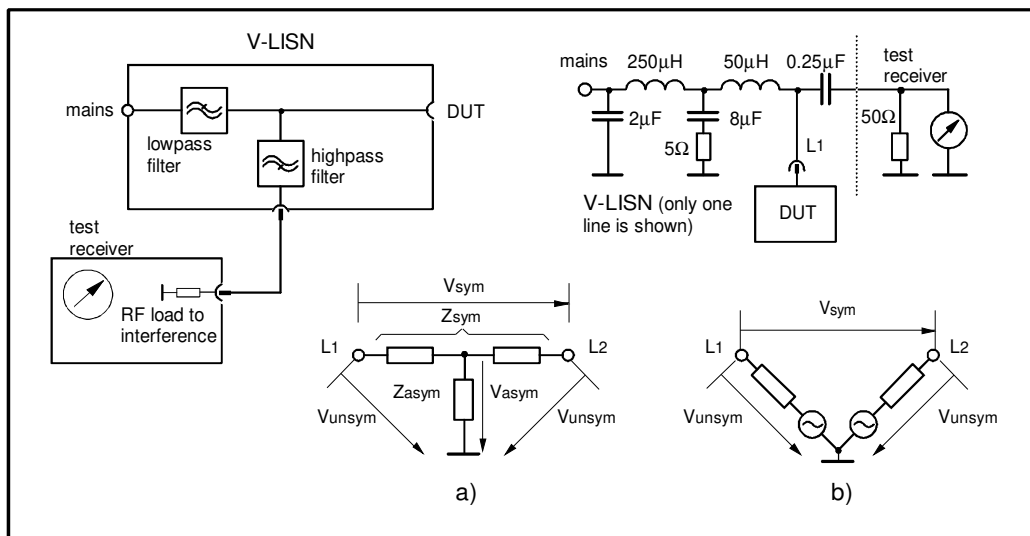 V-LISN
mains
DUT
lowpass
filter
highpass
filter
test
receiver
RF load to
interference
mains
250µH
50µH
0.25µF
test
receiver
2µF
8µF
5Ω
50Ω
L1
DUT
V-LISN (only one
line is shown)
Vsym
Zsym
L1
L2
Zasym
Vasym
Vunsym
Vunsym
a)
Vsym
L1
L2
Vunsym
Vunsym
b)